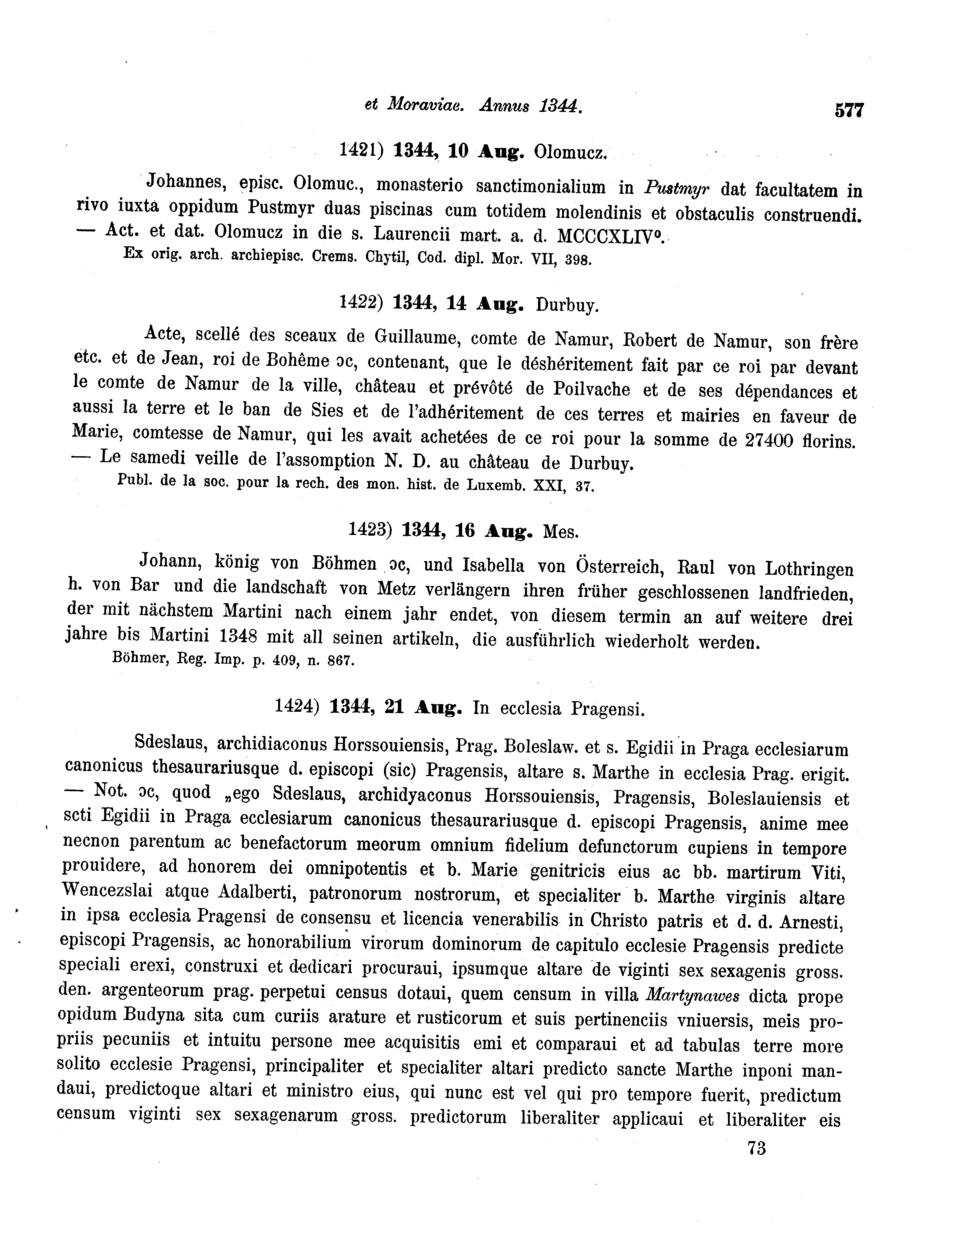 et Moraviae. Annus 1344. 577
1421) 1344, 10 Aug. Olomucz.
Johannes, episc. Olomuc., monasterio sanctimonialium in Pustmyr dat facultatem in
rivo iuxta oppidum Pustmyr duas piscinas cum totidem molendinis et obstaculis construendi.
— Act. et dat. Olomucz in die s. Laurencii mart. a. d. MCCCXLIVº.
Ex orig. arch. archiepisc. Crems. Chytil, Cod. dipl. Mor. VII, 398.
1422) 1344, 14 Aug. Durbuy.
Acte, scellé des sceaux de Guillaume, comte de Namur, Robert de Namur, son frère
etc. et de Jean, roi de Bohême ɔc, contenant, que le déshéritement fait par ce roi par devant
le comte de Namur de la ville, château et prévôté de Poilvache et de ses dépendances et
aussi la terre et le ban de Sies et de l'adhéritement de ces terres et mairies en faveur de
Marie, comtesse de Namur, qui les avait achetées de ce roi pour la somme de 27400 florins.
— Le samedi veille de l'assomption N. D. au château de Durbuy.
Publ. de la soc. pour la rech. des mon. hist. de Luxemb. XXI, 37.
1423) 1344, 16 Aug. Mes.
Johann, könig von Böhmen ɔc, und Isabella von Österreich, Raul von Lothringen
h. von Bar und die landschaft von Metz verlängern ihren früher geschlossenen landfrieden,
der mit nächstem Martini nach einem jahr endet, von diesem termin an auf weitere drei
jahre bis Martini 1348 mit all seinen artikeln, die ausführlich wiederholt werden.
Böhmer, Reg. Imp. p. 409, n. 867.
1424) 1344, 21 Aug. In ecclesia Pragensi.
Sdeslaus, archidiaconus Horssouiensis, Prag. Boleslaw. et s. Egidii in Praga ecclesiarum
canonicus thesaurariusque d. episcopi (sic) Pragensis, altare s. Marthe in ecclesia Prag. erigit.
— Not. ɔc, quod „ego Sdeslaus, archidyaconus Horssouiensis, Pragensis, Boleslauiensis et
scti Egidii in Praga ecclesiarum canonicus thesaurariusque d. episcopi Pragensis, anime mee
necnon parentum ac benefactorum meorum omnium fidelium defunctorum cupiens in tempore
prouidere, ad honorem dei omnipotentis et b. Marie genitricis eius ac bb. martirum Viti,
Wencezslai atque Adalberti, patronorum nostrorum, et specialiter b. Marthe virginis altare
in ipsa ecclesia Pragensi de consensu et licencia venerabilis in Christo patris et d. d. Arnesti,
episcopi Pragensis, ac honorabilium virorum dominorum de capitulo ecclesie Pragensis predicte
speciali erexi, construxi et dedicari procuraui, ipsumque altare de viginti sex sexagenis gross.
den. argenteorum prag. perpetui census dotaui, quem censum in villa Martynawes dicta prope
opidum Budyna sita cum curiis arature et rusticorum et suis pertinenciis vniuersis, meis pro-
priis pecuniis et intuitu persone mee acquisitis emi et comparaui et ad tabulas terre more
solito ecclesie Pragensi, principaliter et specialiter altari predicto sancte Marthe inponi man-
daui, predictoque altari et ministro eius, qui nunc est vel qui pro tempore fuerit, predictum
censum viginti sex sexagenarum gross. predictorum liberaliter applicaui et liberaliter eis
73